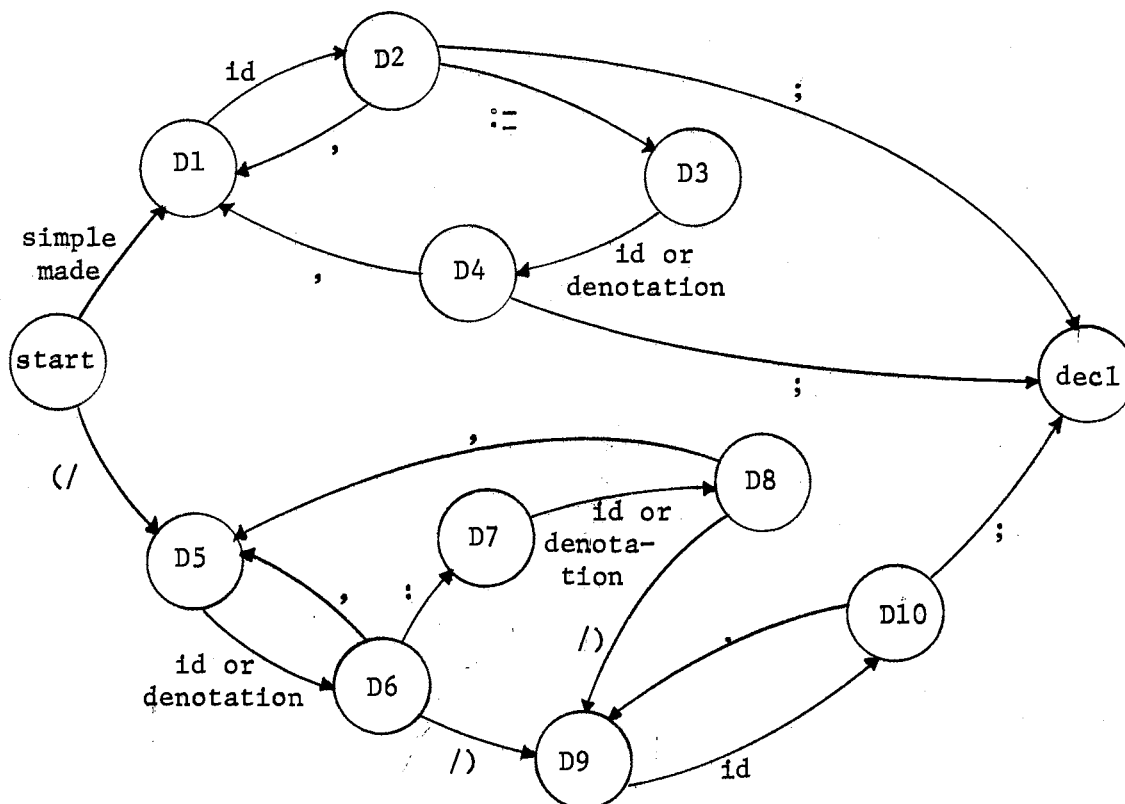 D2
id
;
:=
,
D1
D3
simple
made
D4
id or
denotation
,
start
decl
;
,
(/
D8
D7
id or
denota-
tion
D5
;
,
:
D10
/)
,
id or
denotation
D6
/)
D9
id